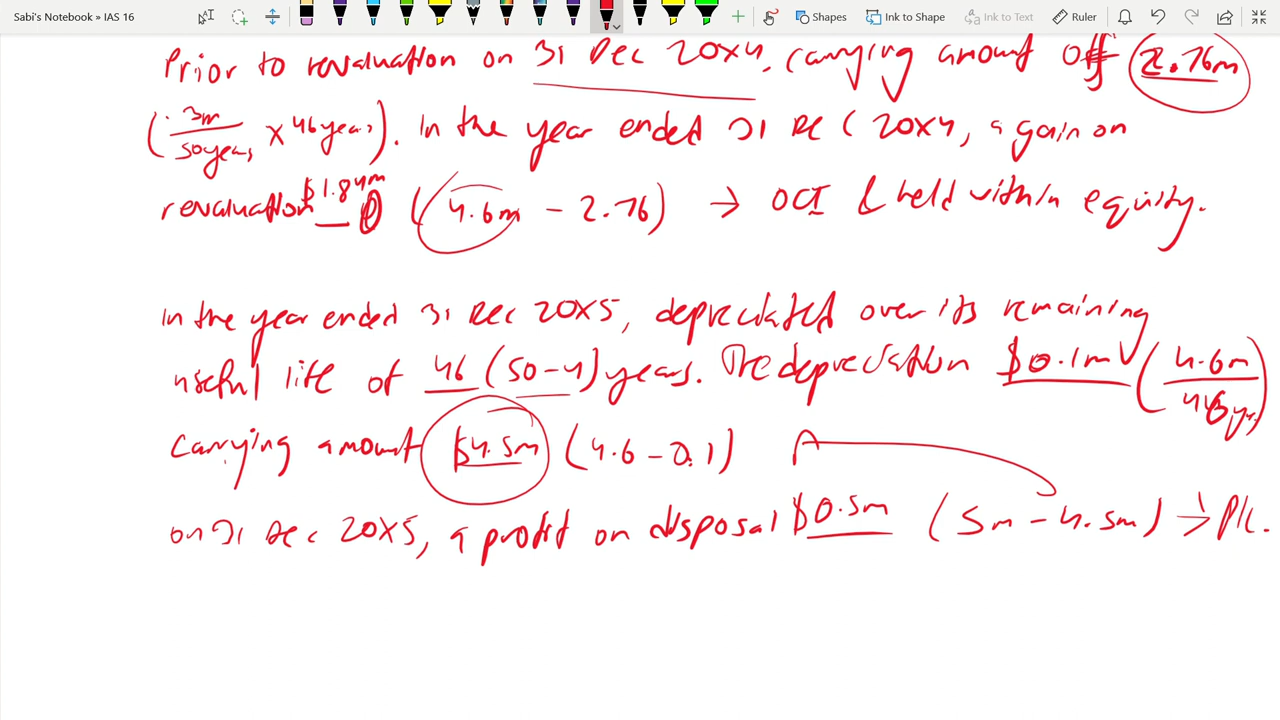 Sabi's Notebook » IAS 16
Shapes
Ink to Shape
Ink to Text
Ruler
Prior to revaluation on 31 Dec 20X4, carrying amount off 2.76m
(3m/50years x 46years). In the year ended 31 Dec 20X4, a gain on
revaluation $1.84m (4.6m - 2.76) → OCI & held within equity.
In the year ended 31 Dec 20X5, depreciated over its remaining
useful life of 46 (50-4) years. The depreciation $0.1m (4.6m/46yr.
Carrying amount $4.5m (4.6 - 0.1)
on 31 Dec 20X5, a profit on disposal $0.5m (5m - 4.5m) → P/L.